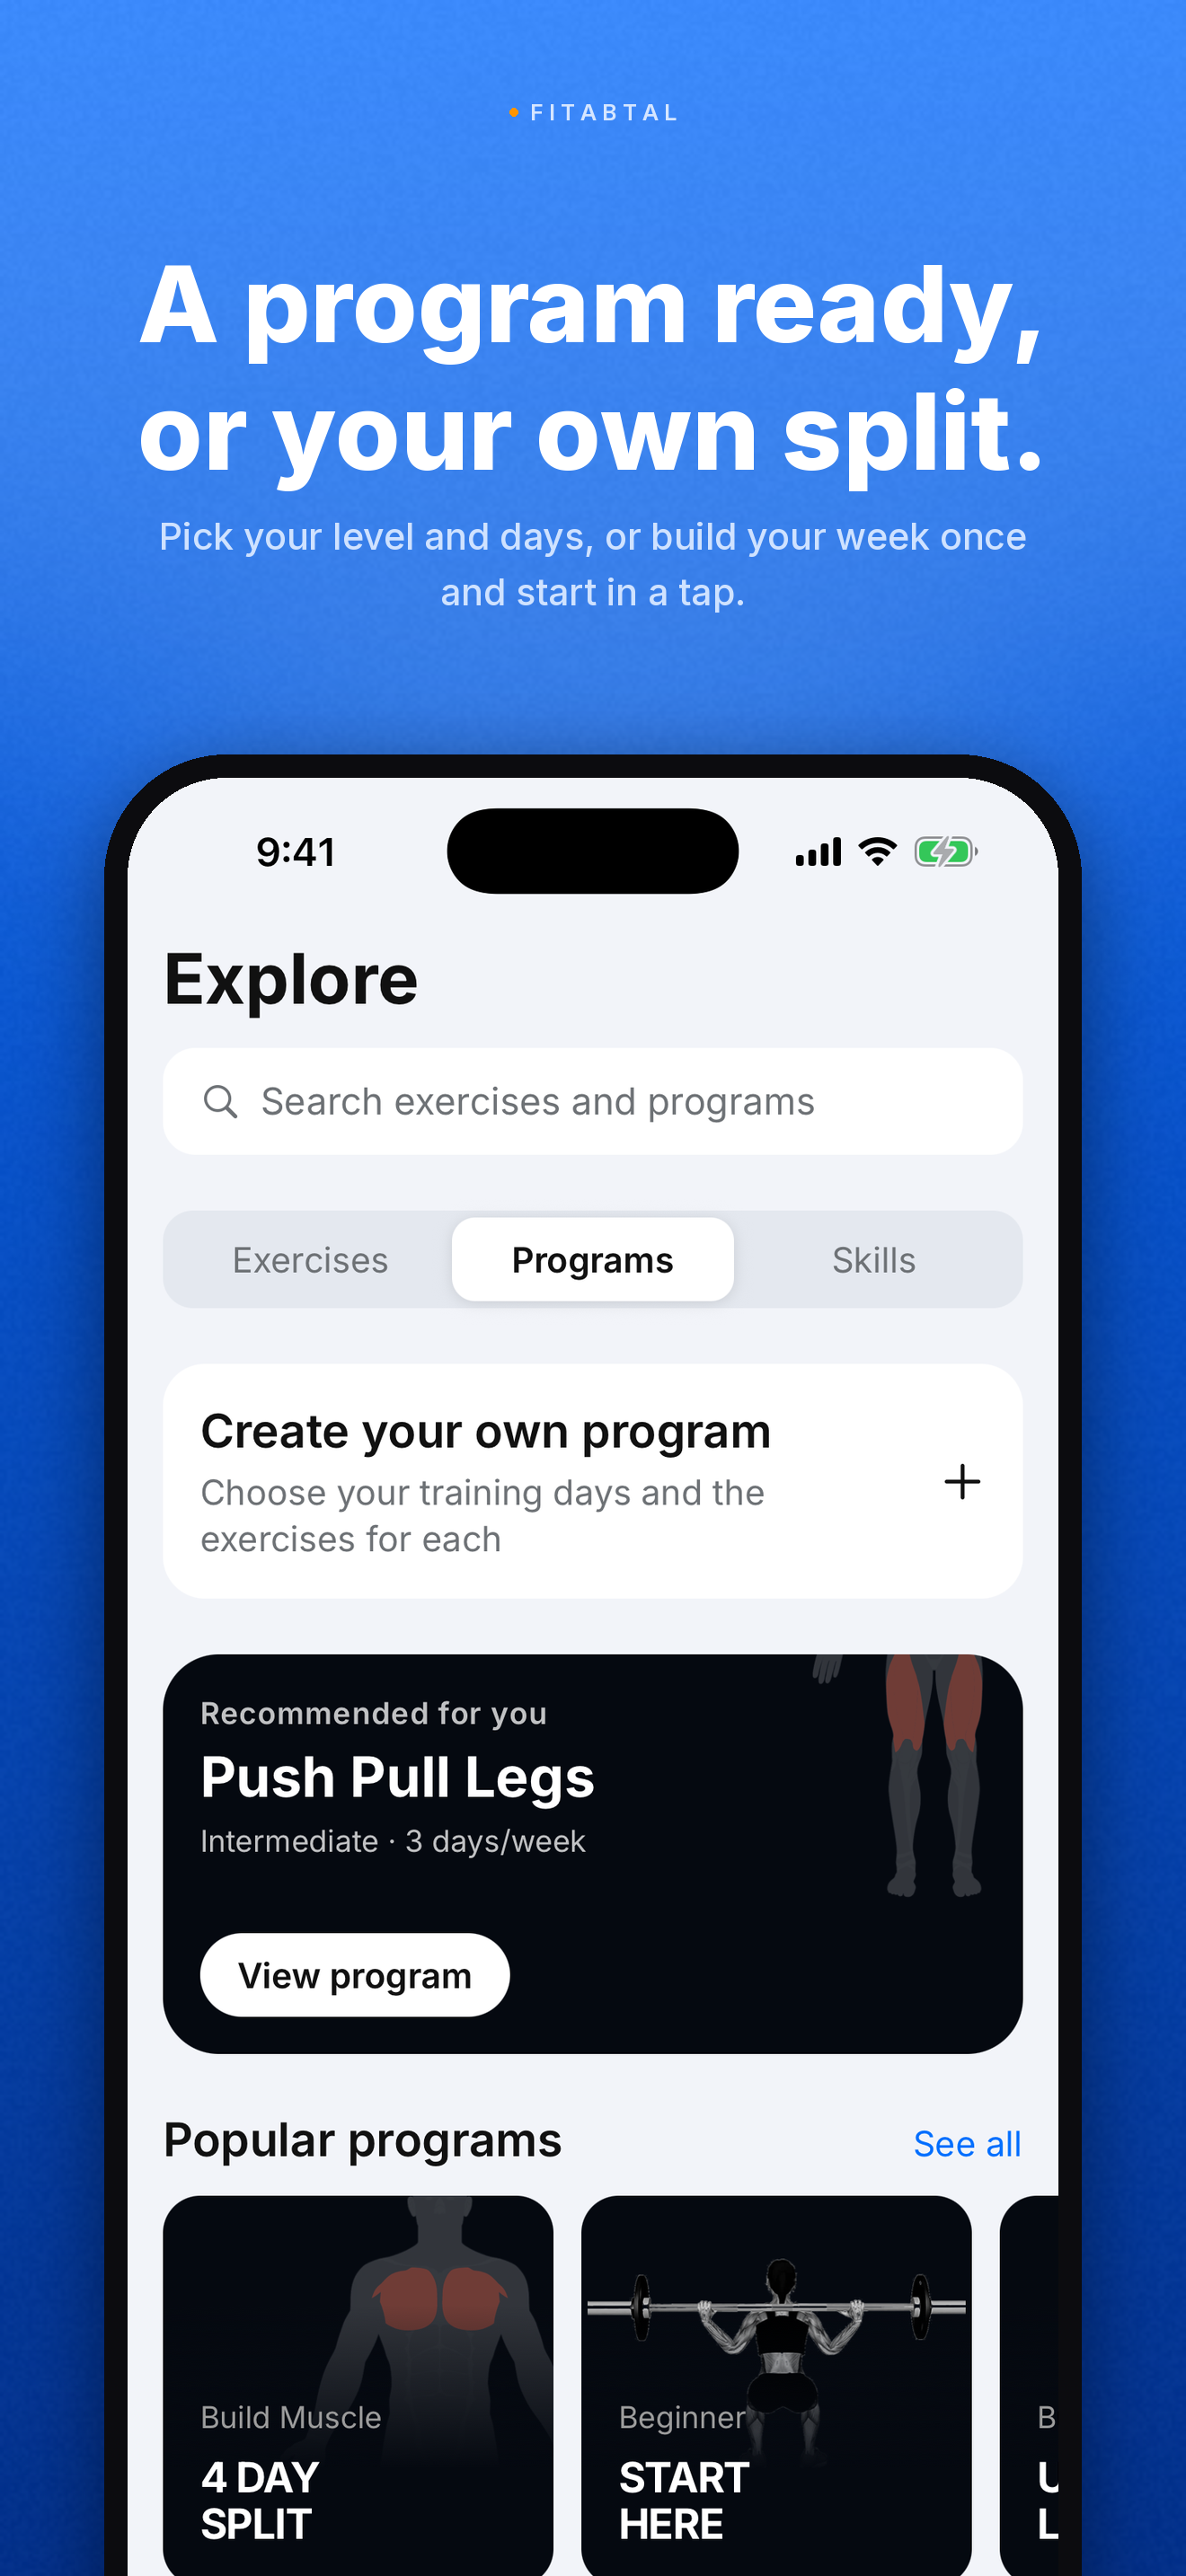 FITABTAL
A program ready,
or your own split.
Pick your level and days, or build your week once
and start in a tap.
9:41
Explore
Search exercises and programs
Exercises Programs Skills
Create your own program
Choose your training days and the
exercises for each
Recommended for you
Push Pull Legs
Intermediate · 3 days/week
View program
Popular programs See all
Build Muscle
4 DAY
SPLIT
Beginner
START
HERE